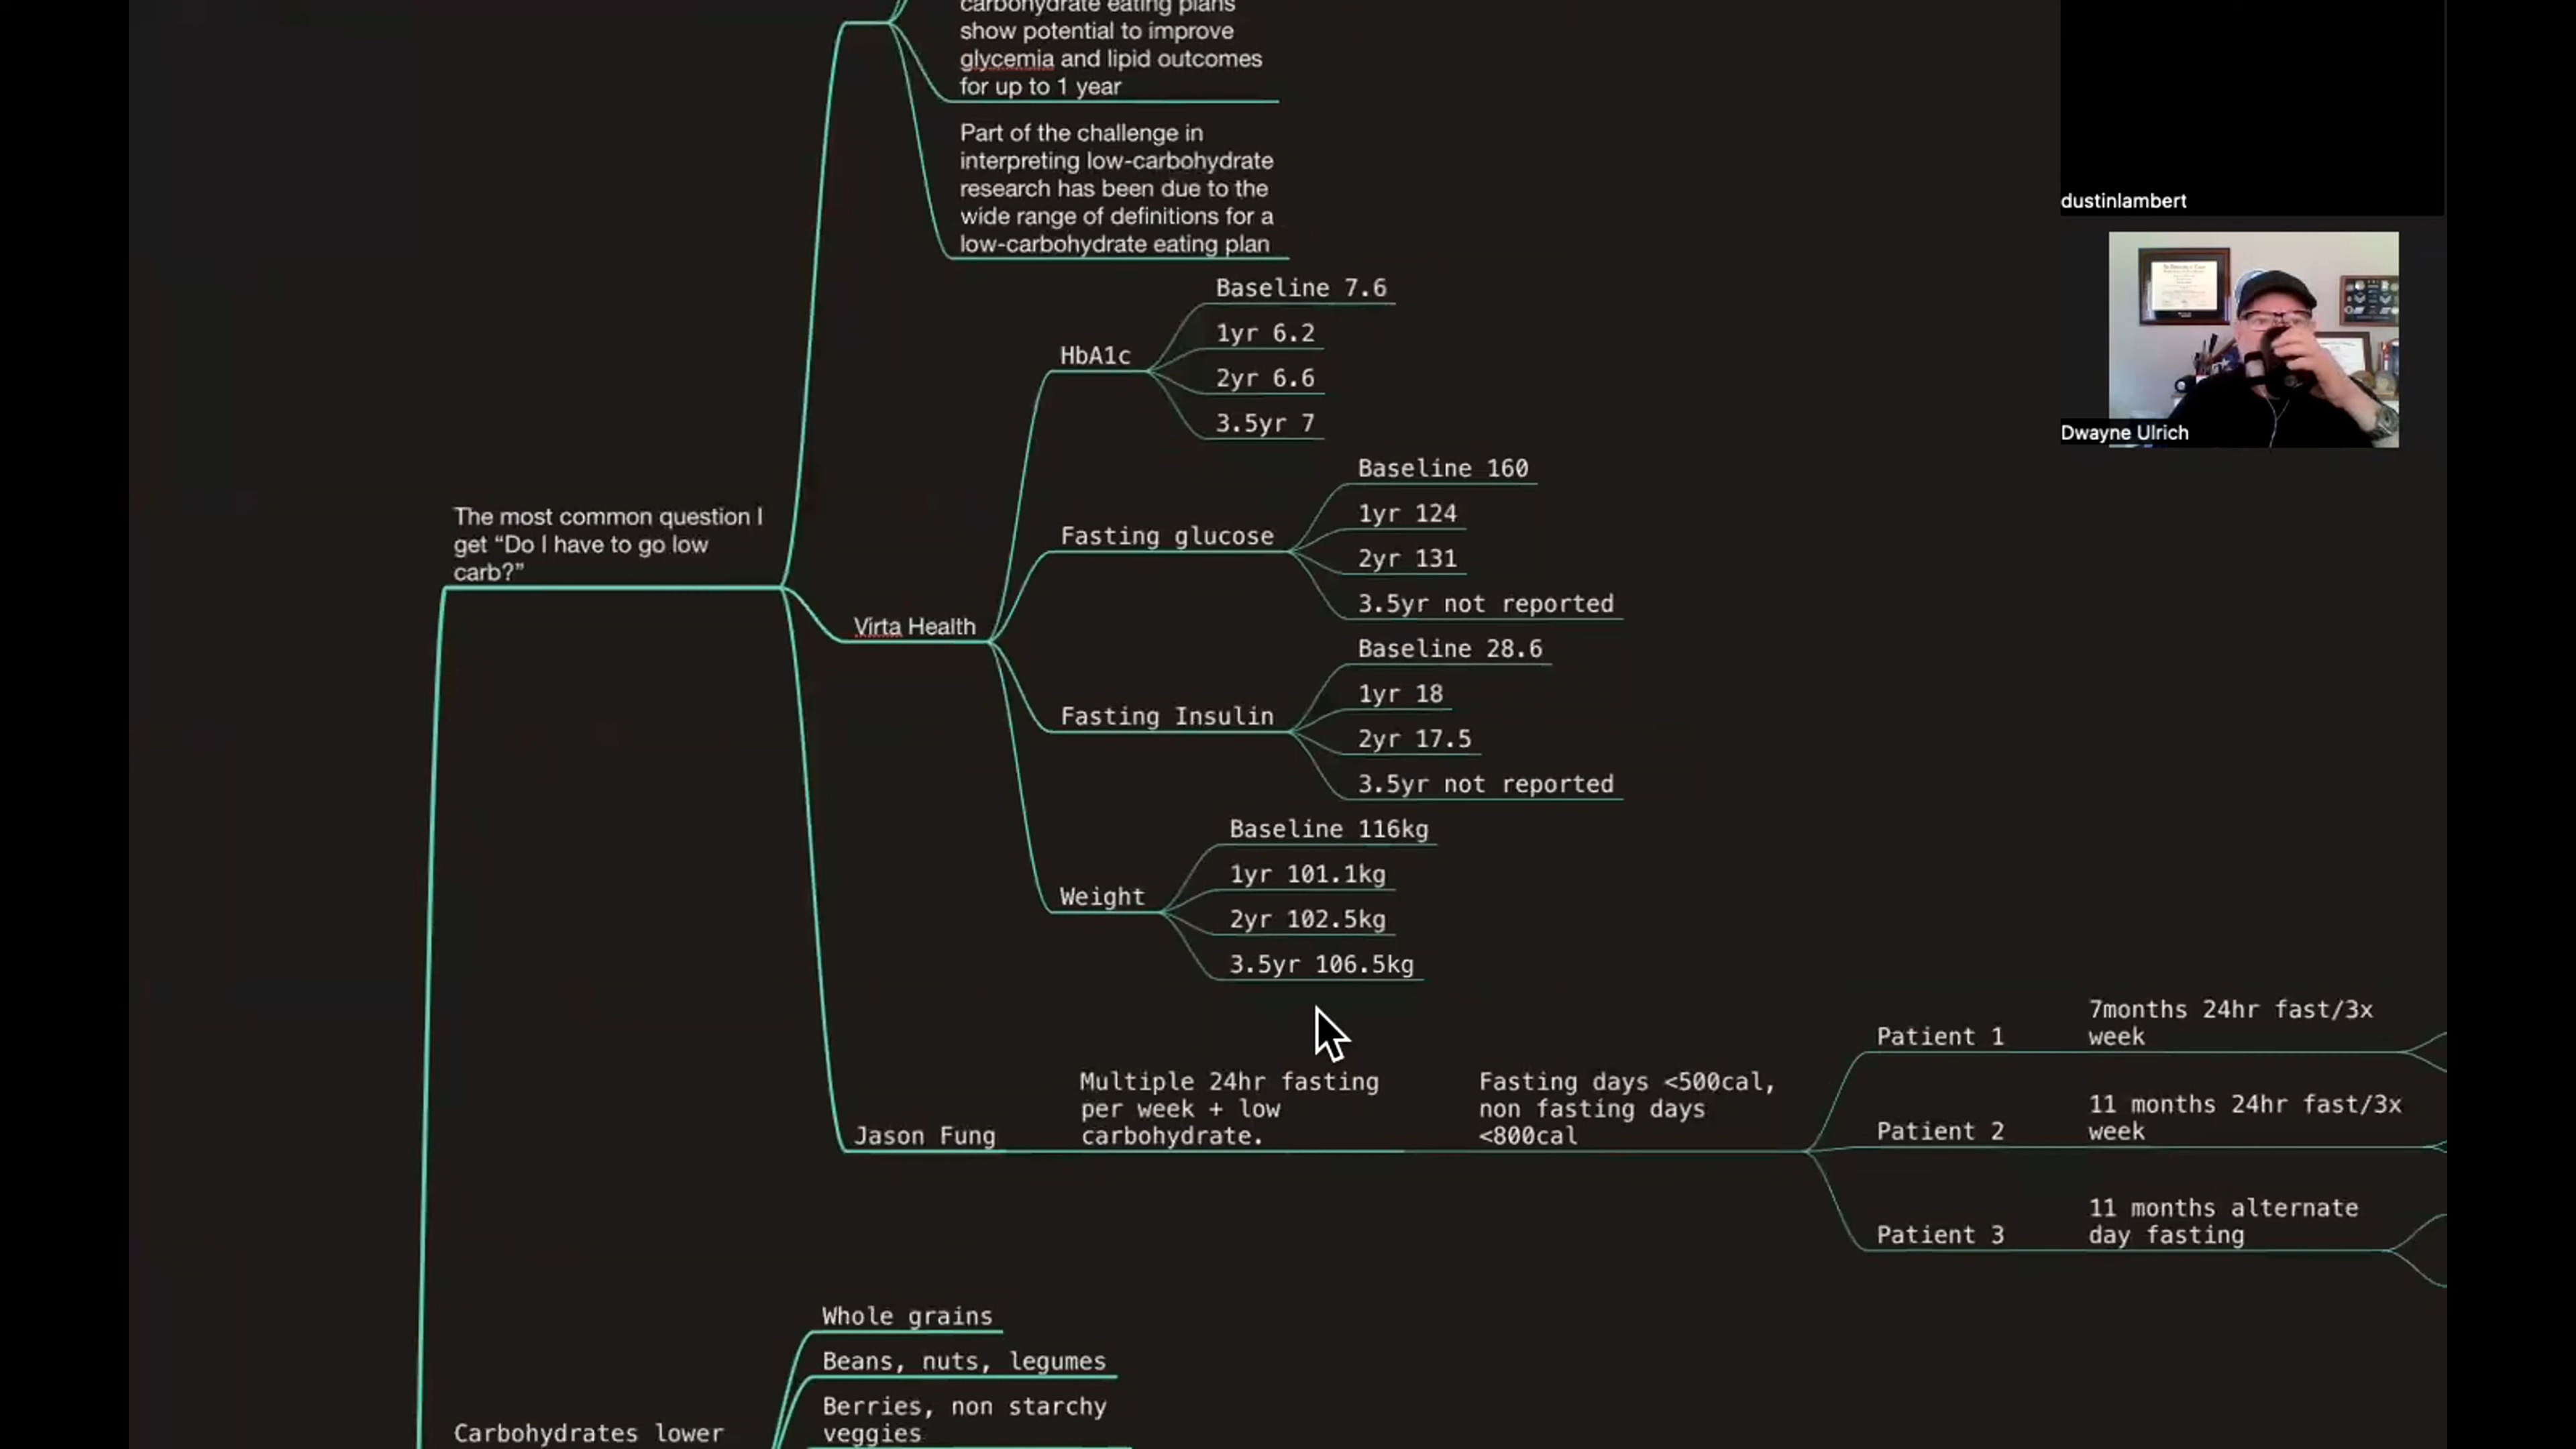 carbohydrate eating plans
show potential to improve
glycemia and lipid outcomes
for up to 1 year
Part of the challenge in
interpreting low-carbohydrate
research has been due to the
wide range of definitions for a
low-carbohydrate eating plan
dustinlambert
Dwayne Ulrich
The most common question I
get “Do I have to go low
carb?”
Virta Health
HbA1c
Baseline 7.6
1yr 6.2
2yr 6.6
3.5yr 7
Fasting glucose
Baseline 160
1yr 124
2yr 131
3.5yr not reported
Fasting Insulin
Baseline 28.6
1yr 18
2yr 17.5
3.5yr not reported
Weight
Baseline 116kg
1yr 101.1kg
2yr 102.5kg
3.5yr 106.5kg
Jason Fung
Multiple 24hr fasting
per week + low
carbohydrate.
Fasting days <500cal,
non fasting days
<800cal
Patient 1
7months 24hr fast/3x
week
Patient 2
11 months 24hr fast/3x
week
Patient 3
11 months alternate
day fasting
Carbohydrates lower
Whole grains
Beans, nuts, legumes
Berries, non starchy
veggies